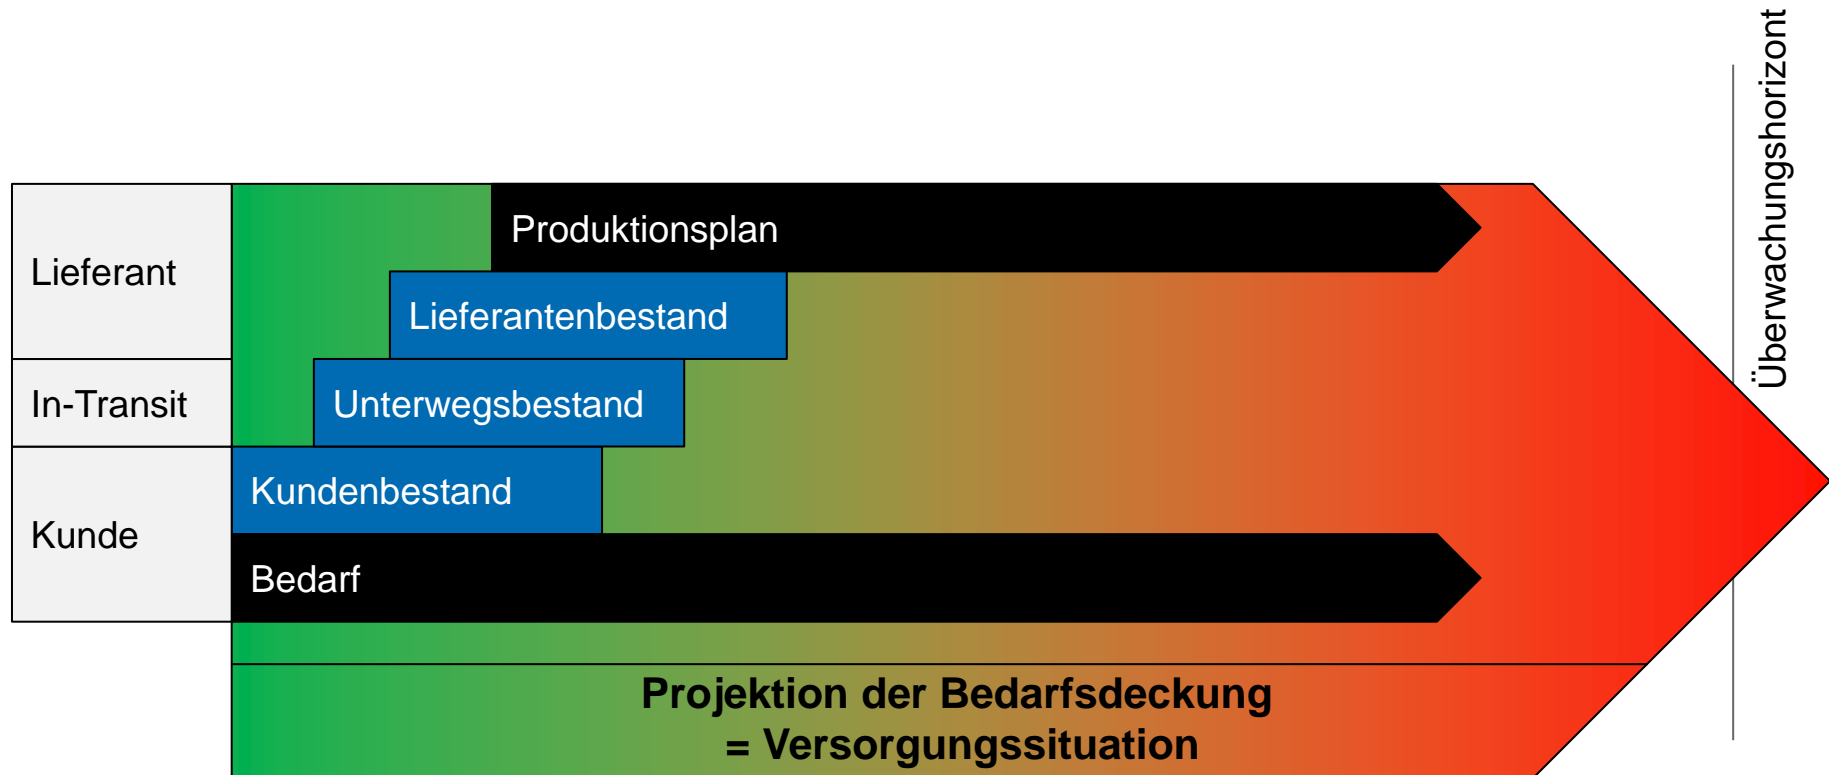 Überwachungshorizont
Lieferant
Produktionsplan
Lieferantenbestand
In-Transit
Unterwegsbestand
Kunde
Kundenbestand
Bedarf
Projektion der Bedarfsdeckung
= Versorgungssituation